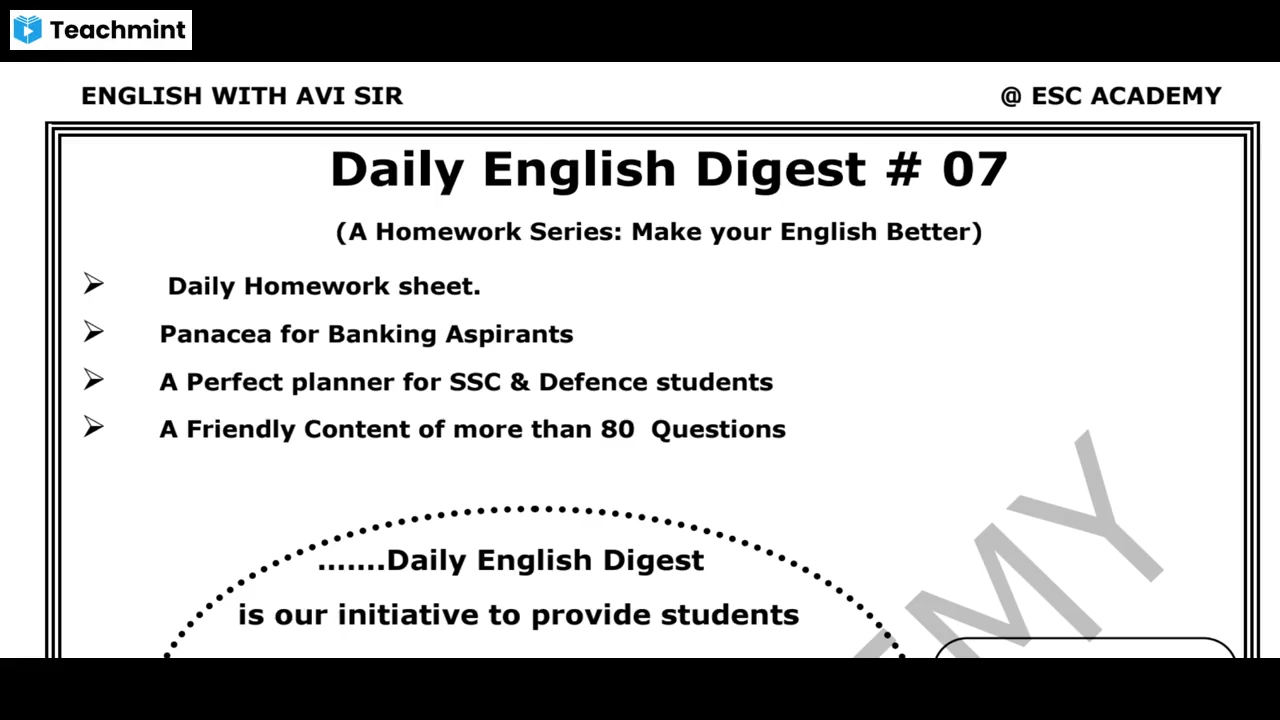 Teachmint
ENGLISH WITH AVI SIR
@ ESC ACADEMY
Daily English Digest # 07
(A Homework Series: Make your English Better)
➢ Daily Homework sheet.
➢ Panacea for Banking Aspirants
➢ A Perfect planner for SSC & Defence students
➢ A Friendly Content of more than 80 Questions
.......Daily English Digest
is our initiative to provide students
EMY